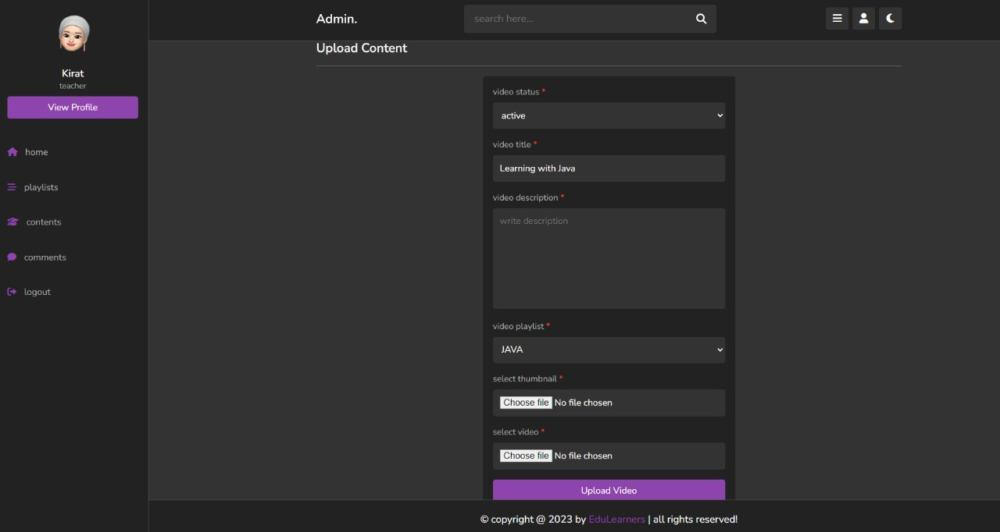 Kirat
teacher
View Profile
home
playlists
contents
comments
logout
Admin.
search here...
Upload Content
video status *
active
video title *
Learning with Java
video description *
write description
video playlist *
JAVA
select thumbnail *
Choose file No file chosen
select video *
Choose file No file chosen
Upload Video
© copyright @ 2023 by EduLearners | all rights reserved!